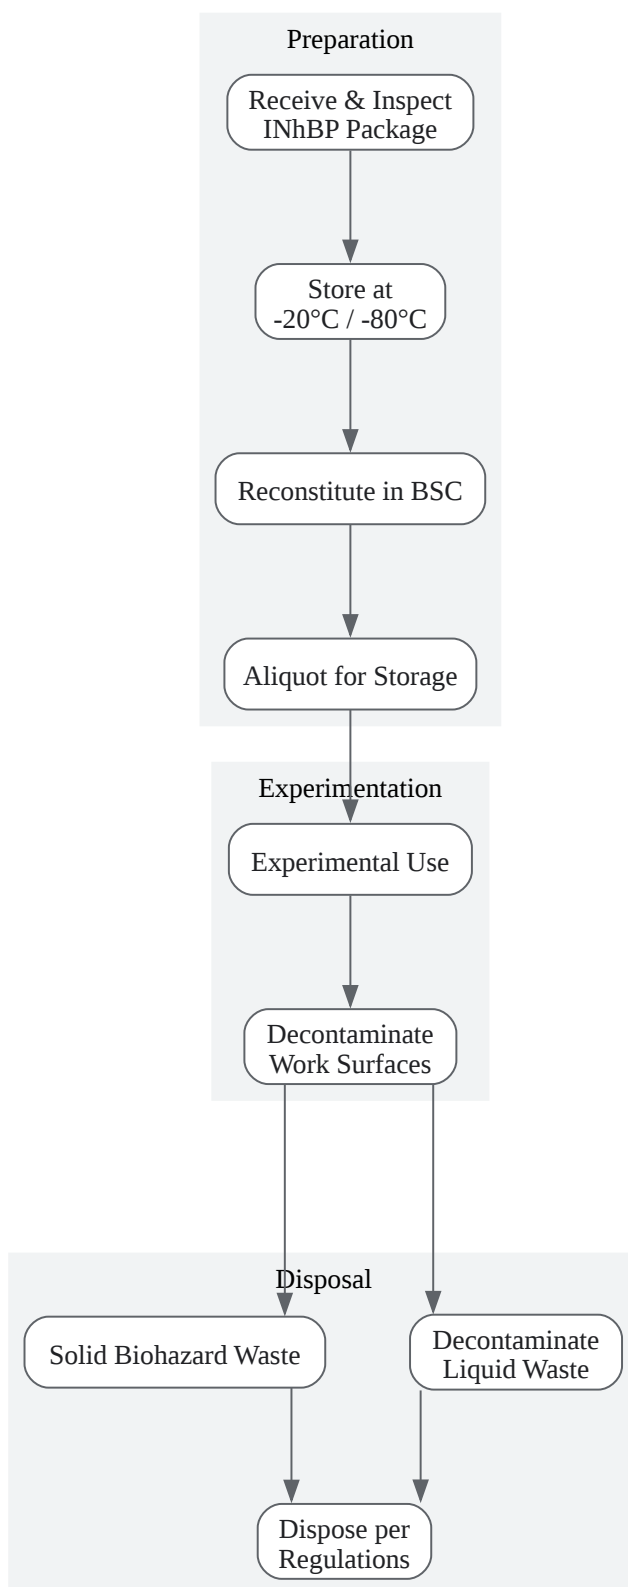 Preparation
Receive & Inspect
INhBP Package
Store at
-20°C / -80°C
Reconstitute in BSC
Aliquot for Storage
Experimentation
Experimental Use
Decontaminate
Work Surfaces
Disposal
Solid Biohazard Waste
Decontaminate
Liquid Waste
Dispose per
Regulations